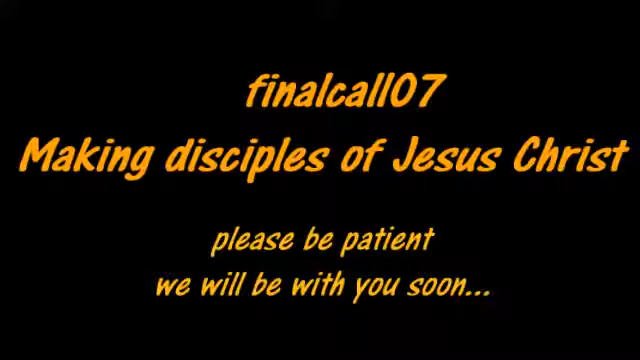 finalcall07
Making disciples of Jesus Christ
please be patient
we will be with you soon...